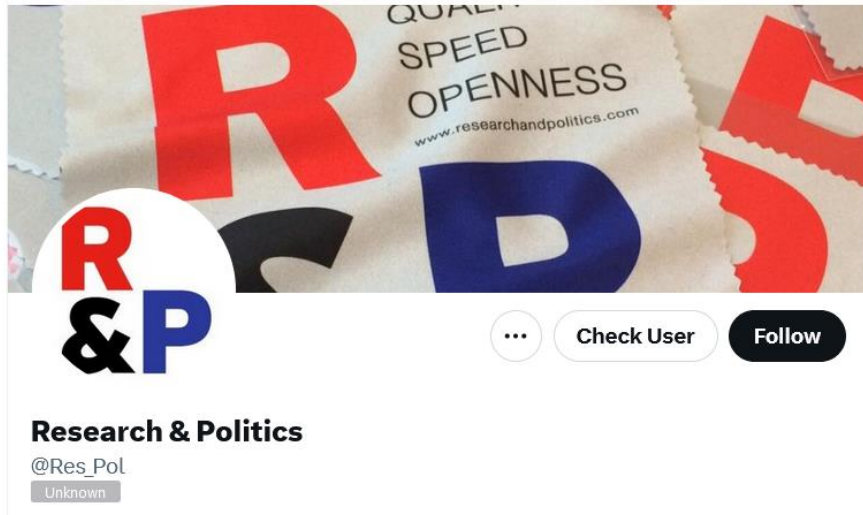 SPEED
OPENNESS
www.researchandpolitics.com
R
&P
R
&P
... Check User Follow
Research & Politics
@Res_Pol
Unknown